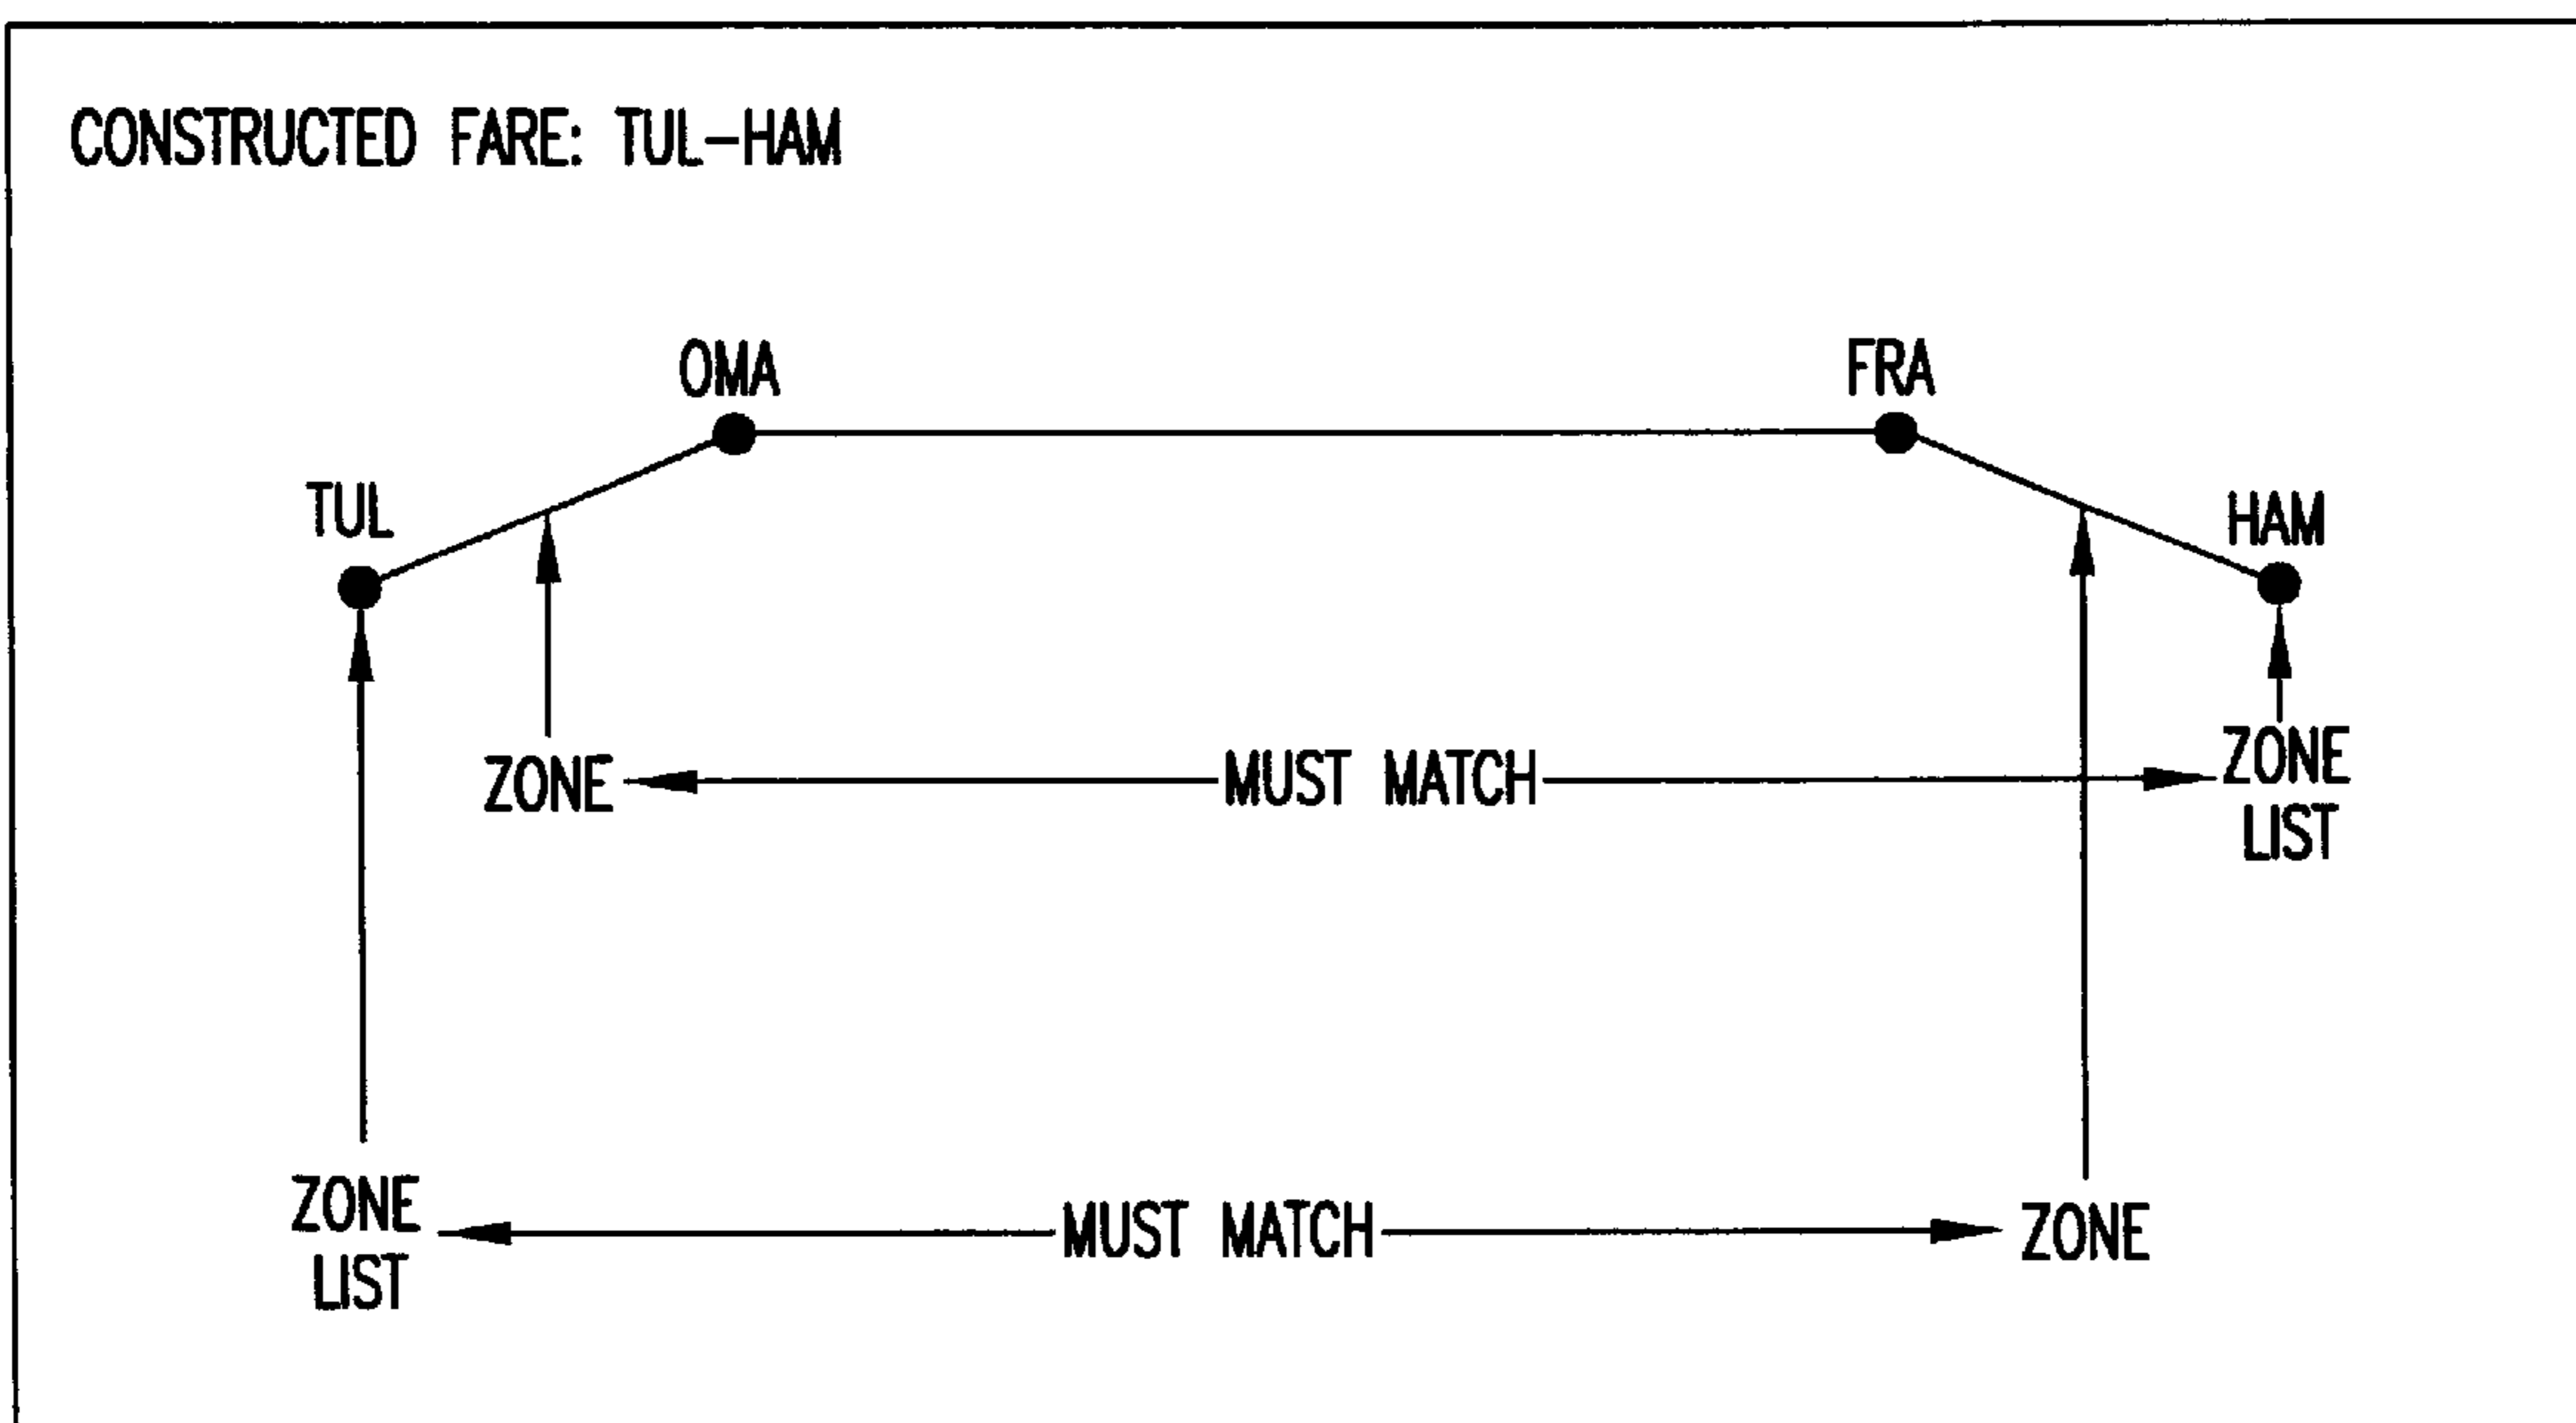 CONSTRUCTED FARE: TUL-HAM
OMA
FRA
TUL
HAM
ZONE
MUST MATCH
ZONE
LIST
ZONE
LIST
MUST MATCH
ZONE